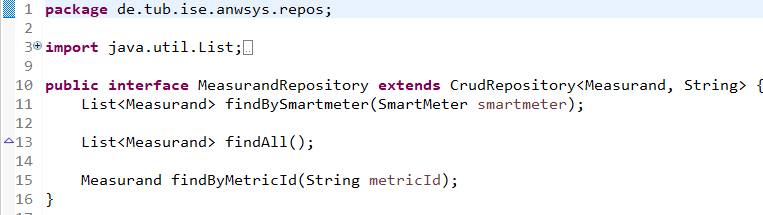 1 package de.tub.ise.anwsys.repos;
2
3 import java.util.List;
9
10 public interface MeasurandRepository extends CrudRepository<Measurand, String> {
11 List<Measurand> findBySmartmeter(SmartMeter smartmeter);
12
13 List<Measurand> findAll();
14
15 Measurand findByMetricId(String metricId);
16 }